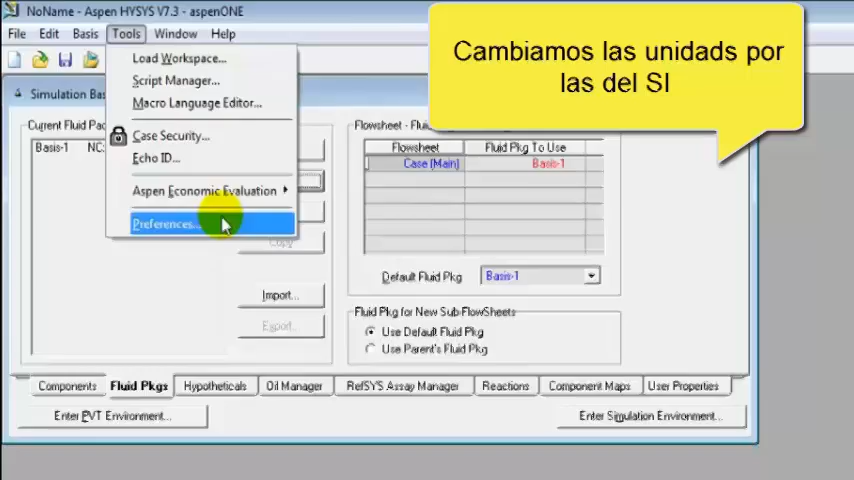 NoName - Aspen HYSYS V7.3 - aspenONE
File Edit Basis Tools Window Help
Cambiamos las unidads por
las del SI
Load Workspace...
Script Manager...
Macro Language Editor...
Case Security...
Echo ID...
Aspen Economic Evaluation
Preferences...
Simulation Bas
Current Fluid Pac
Basis-1 NC:
Copy
Import...
Export...
Flowsheet - Flu
Flowsheet Fluid Pkg To Use
Case (Main) Basis-1
Default Fluid Pkg Basis-1
Fluid Pkg for New Sub-FlowSheets
Use Default Fluid Pkg
Use Parent's Fluid Pkg
Components Fluid Pkgs Hypotheticals Oil Manager RefSYS Assay Manager Reactions Component Maps User Properties
Enter PVT Environment... Enter Simulation Environment...